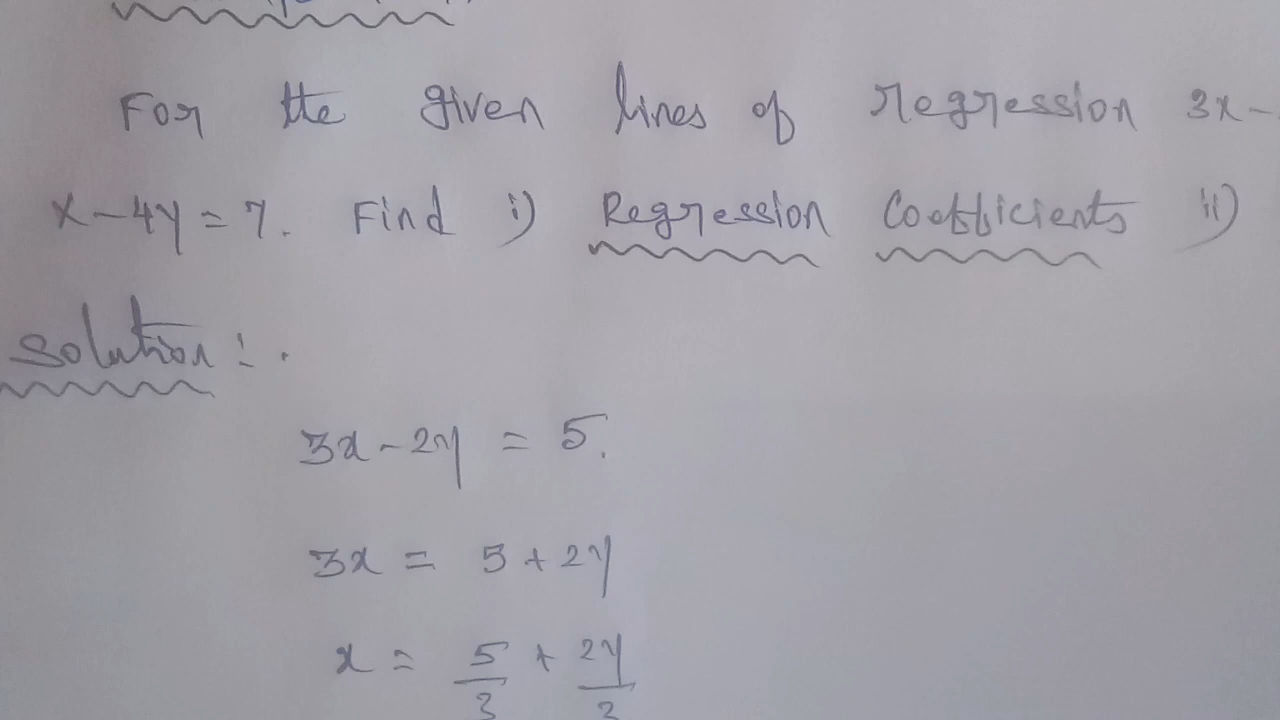 For the given lines of regression 3x-
x-4y=7. Find i) Regression Coefficients ii)
Solution:.
3x-2y = 5.
3x = 5+2y
x = 5/3 + 2y/3